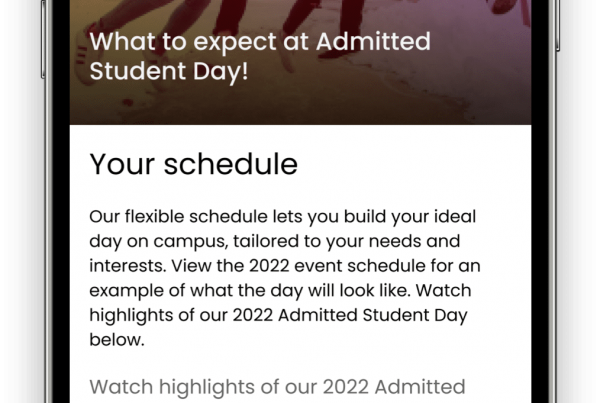 What to expect at Admitted
Student Day!
Your schedule
Our flexible schedule lets you build your ideal
day on campus, tailored to your needs and
interests. View the 2022 event schedule for an
example of what the day will look like. Watch
highlights of our 2022 Admitted Student Day
below.
Watch highlights of our 2022 Admitted